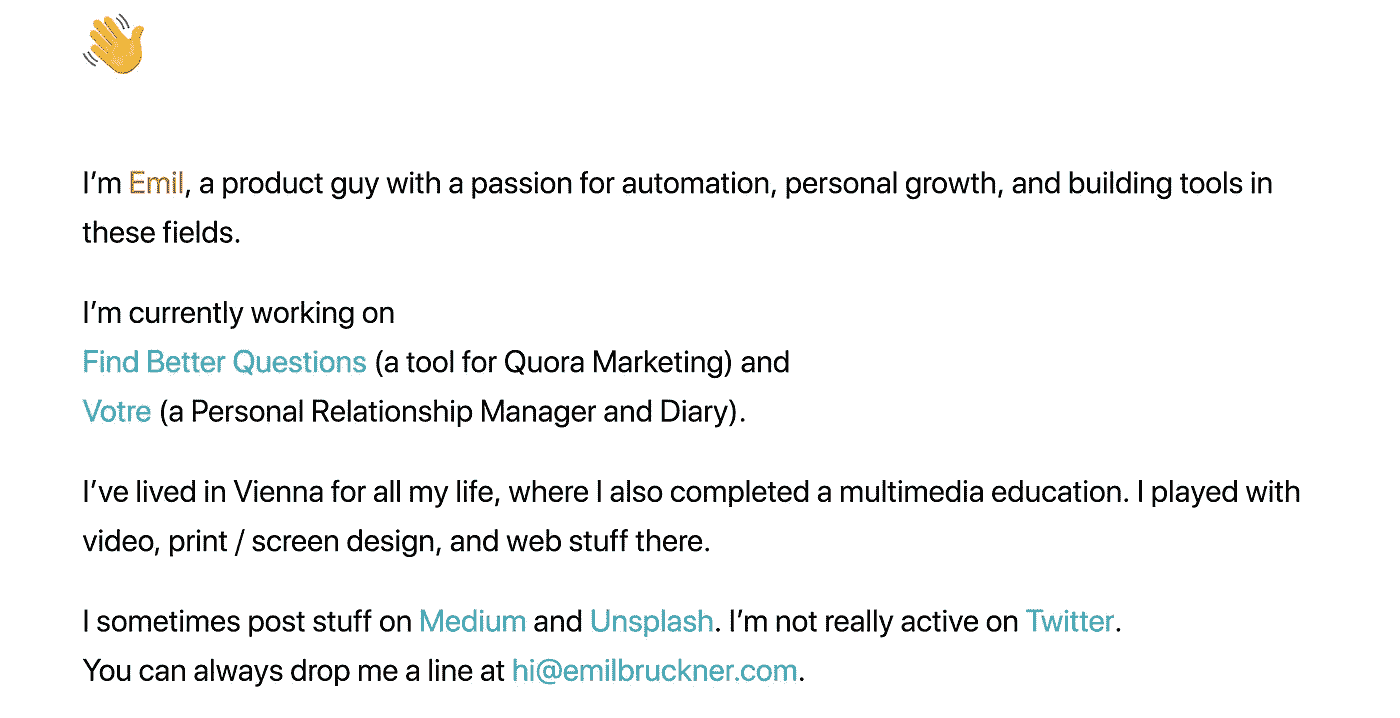 I’m Emil, a product guy with a passion for automation, personal growth, and building tools in
these fields.
I’m currently working on
Find Better Questions (a tool for Quora Marketing) and
Votre (a Personal Relationship Manager and Diary).
I’ve lived in Vienna for all my life, where I also completed a multimedia education. I played with
video, print / screen design, and web stuff there.
I sometimes post stuff on Medium and Unsplash. I’m not really active on Twitter.
You can always drop me a line at hi@emilbruckner.com.